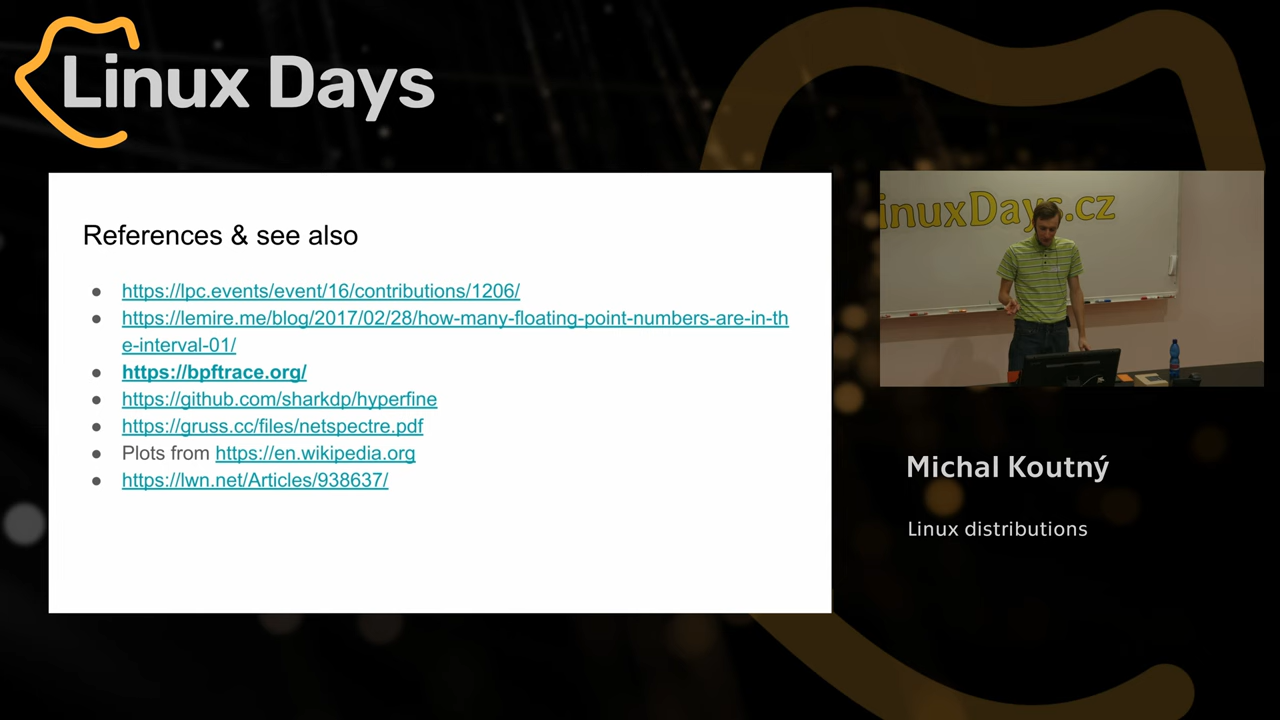 Linux Days
References & see also
https://lpc.events/event/16/contributions/1206/
https://lemire.me/blog/2017/02/28/how-many-floating-point-numbers-are-in-th
e-interval-01/
https://bpftrace.org/
https://github.com/sharkdp/hyperfine
https://gruss.cc/files/netspectre.pdf
Plots from https://en.wikipedia.org
https://lwn.net/Articles/938637/
inuxDays.cz
Michal Koutný
Linux distributions